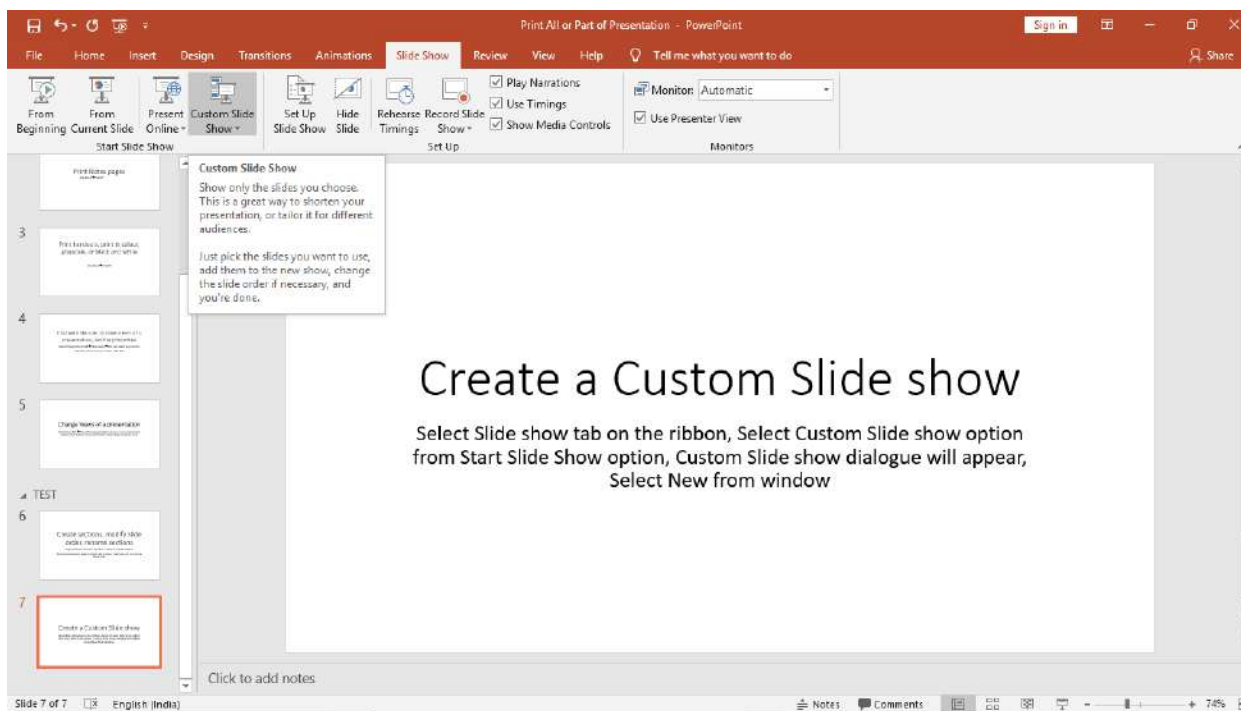 Print All or Part of Presentation - PowerPoint
Sign in
File Home Insert Design Transitions Animations Slide Show Review View Help Tell me what you want to do
Share
From Beginning
From Current Slide
Present Online
Custom Slide Show
Set Up Slide Show
Hide Slide
Rehearse Timings
Record Slide Show
Play Narrations
Use Timings
Show Media Controls
Monitor: Automatic
Use Presenter View
Start Slide Show
Set Up
Monitors
Custom Slide Show
Show only the slides you choose.
This is a great way to shorten your
presentation, or tailor it for different
audiences.
Just pick the slides you want to use,
add them to the new show, change
the slide order if necessary, and
you're done.
Print Notes pages
3
4
5
Change Views of a presentation
TEST
6
Create sections, modify slide
order, rename sections
7
Create a Custom Slide show
Create a Custom Slide show
Select Slide show tab on the ribbon, Select Custom Slide show option
from Start Slide Show option, Custom Slide show dialogue will appear,
Select New from window
Click to add notes
Slide 7 of 7 English (India)
Notes Comments 74%